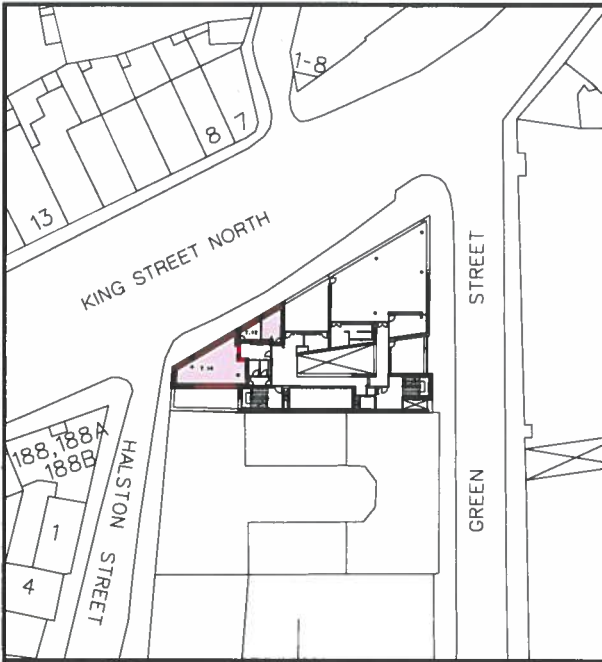 1-8
7
8
13
KING STREET NORTH
STREET
GREEN
188,188A
188B
HALSTON STREET
1
4